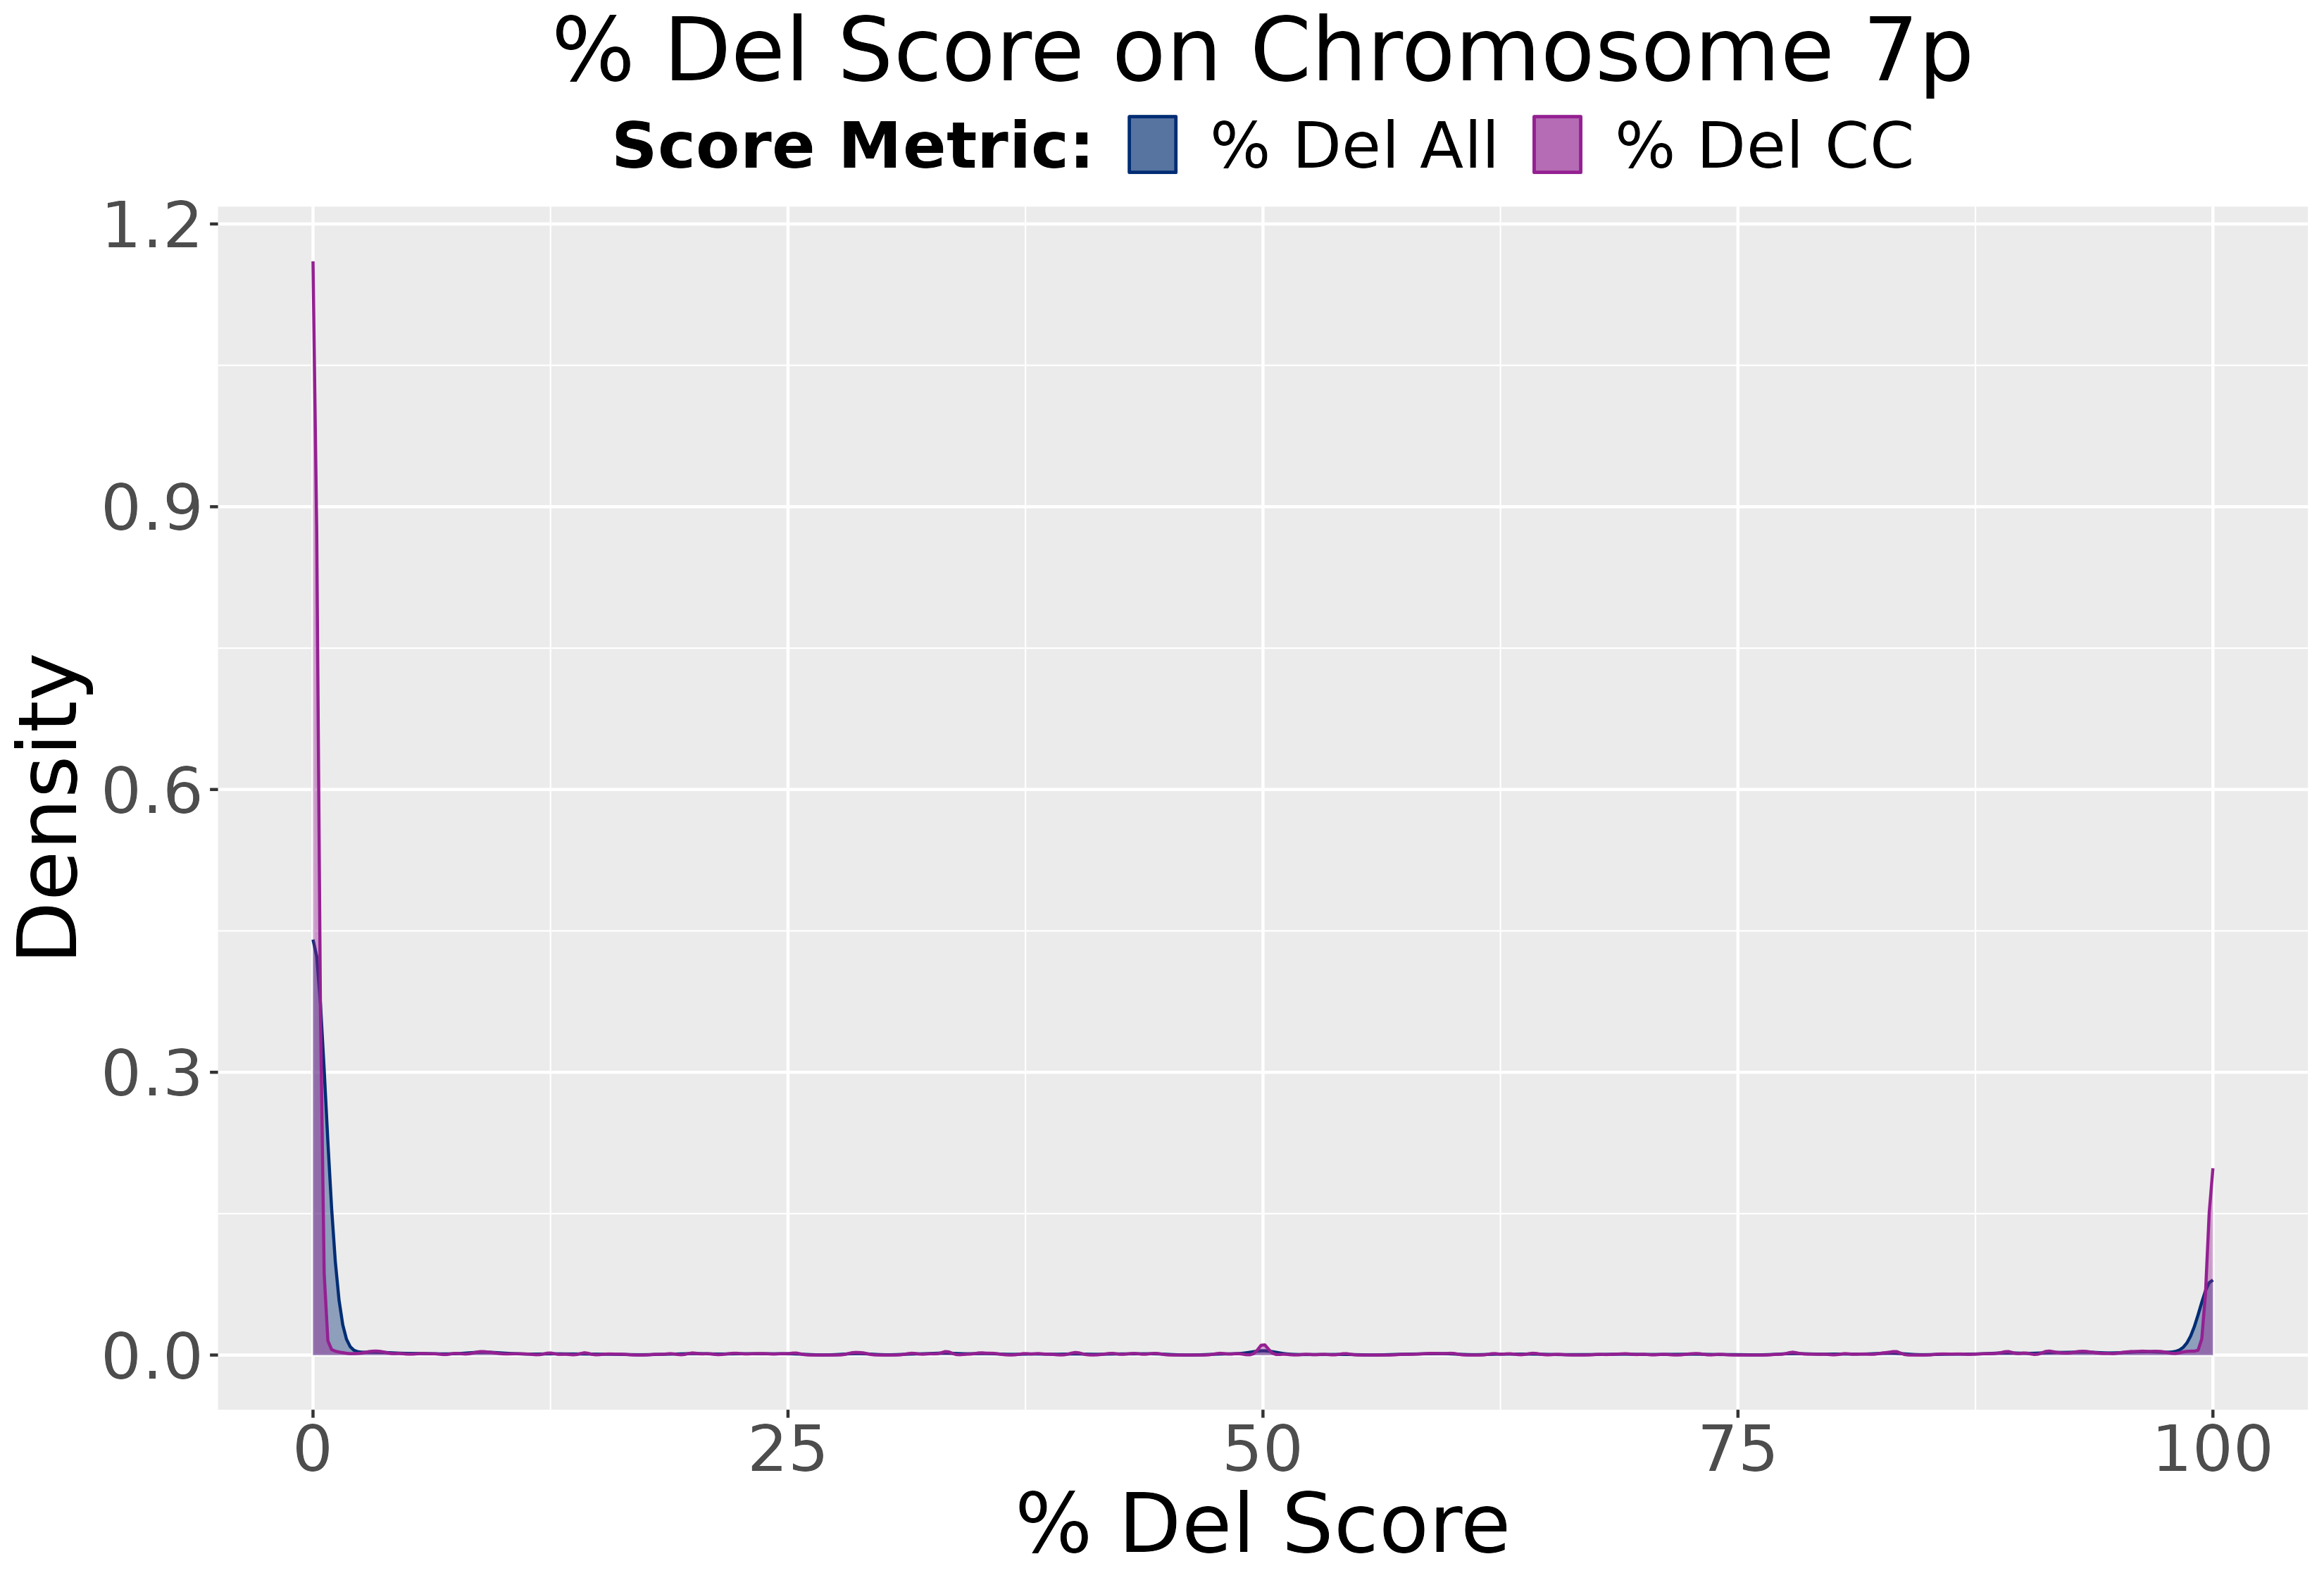 % Del Score on Chromosome 7p
Score Metric: % Del All % Del CC
1.2
0.9
0.6
0.3
0.0
Density
0 25 50 75 100
% Del Score